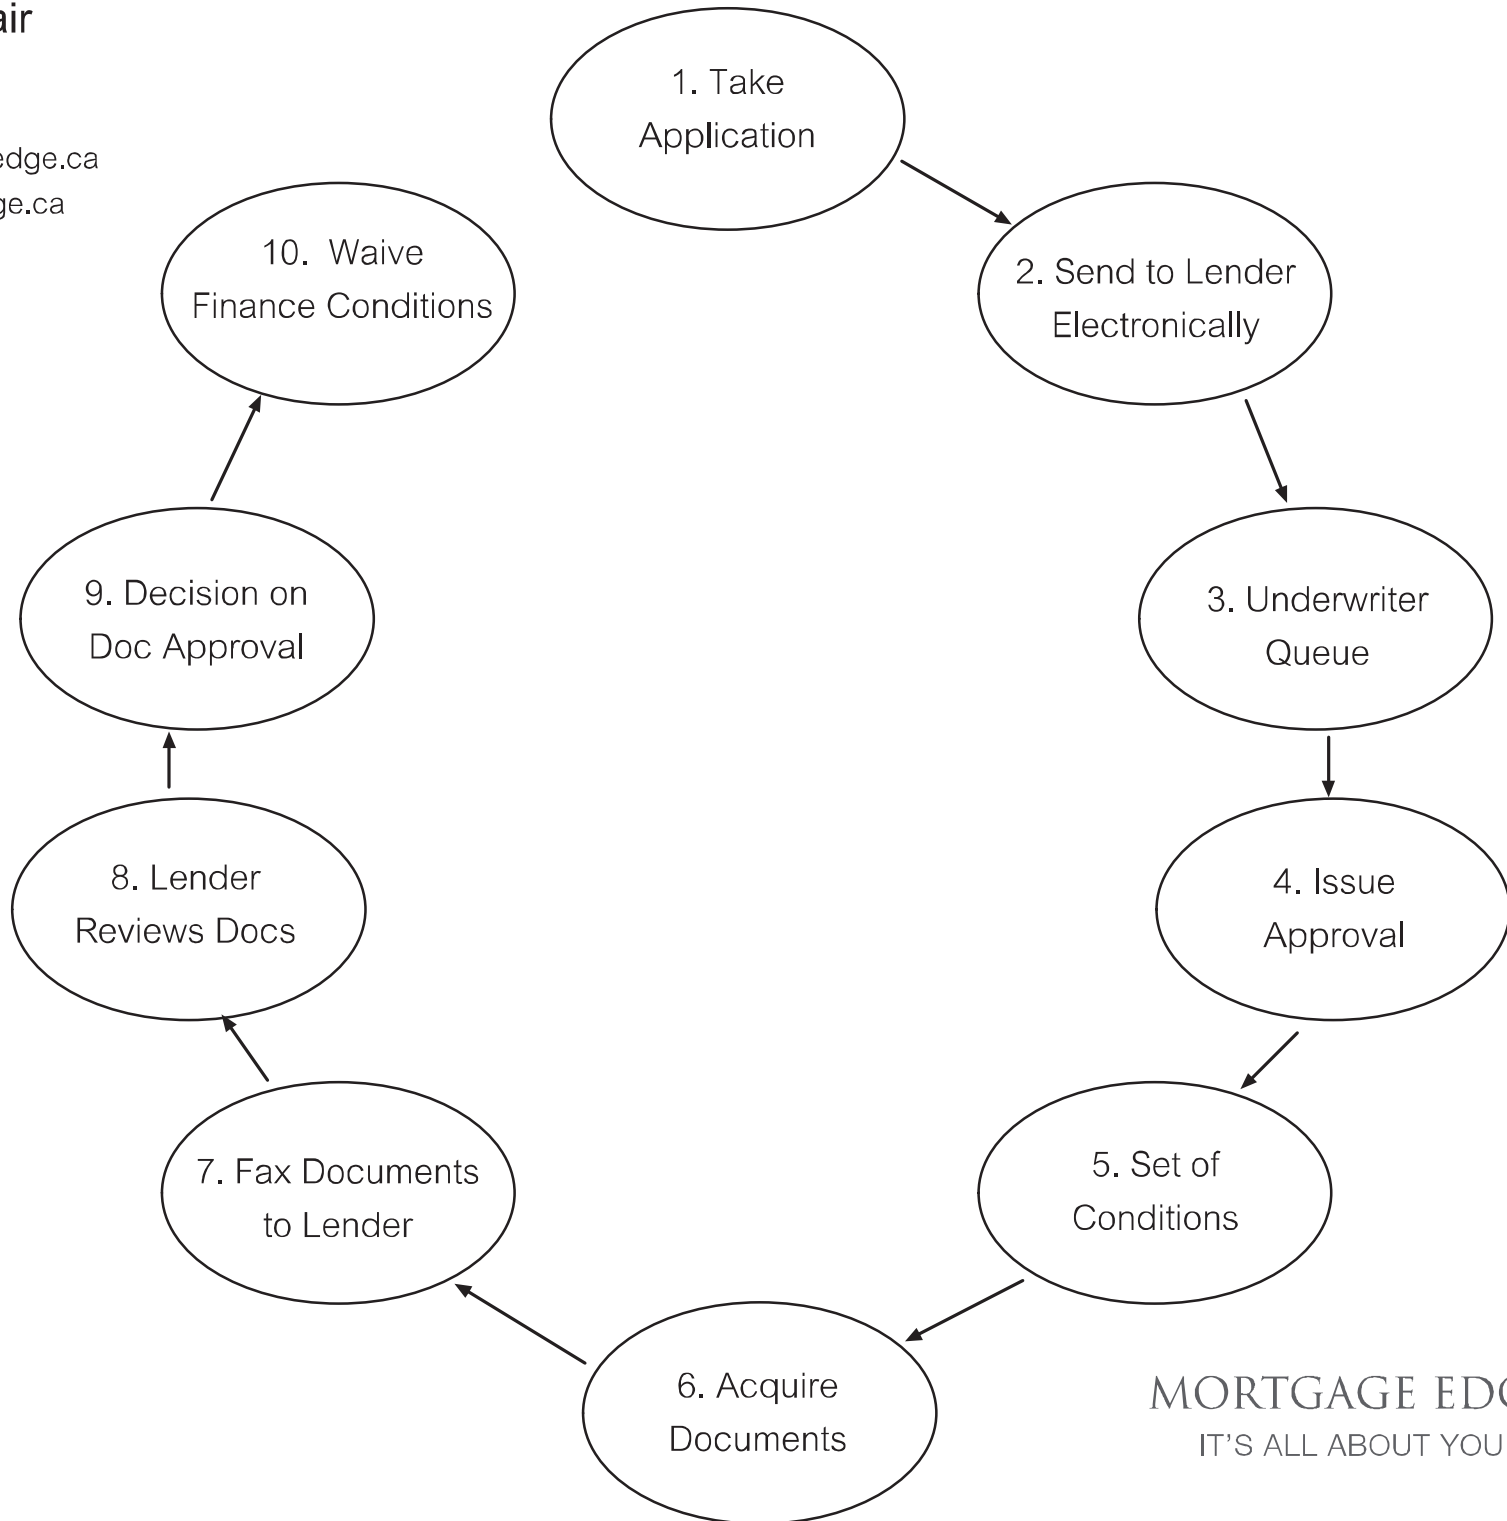 1. Take
Application
2. Send to Lender
Electronically
3. Underwriter
Queue
4. Issue
Approval
5. Set of
Conditions
6. Acquire
Documents
7. Fax Documents
to Lender
8. Lender
Reviews Docs
9. Decision on
Doc Approval
10. Waive
Finance Conditions
MORTGAGE
IT'S ALL ABOUT YOU